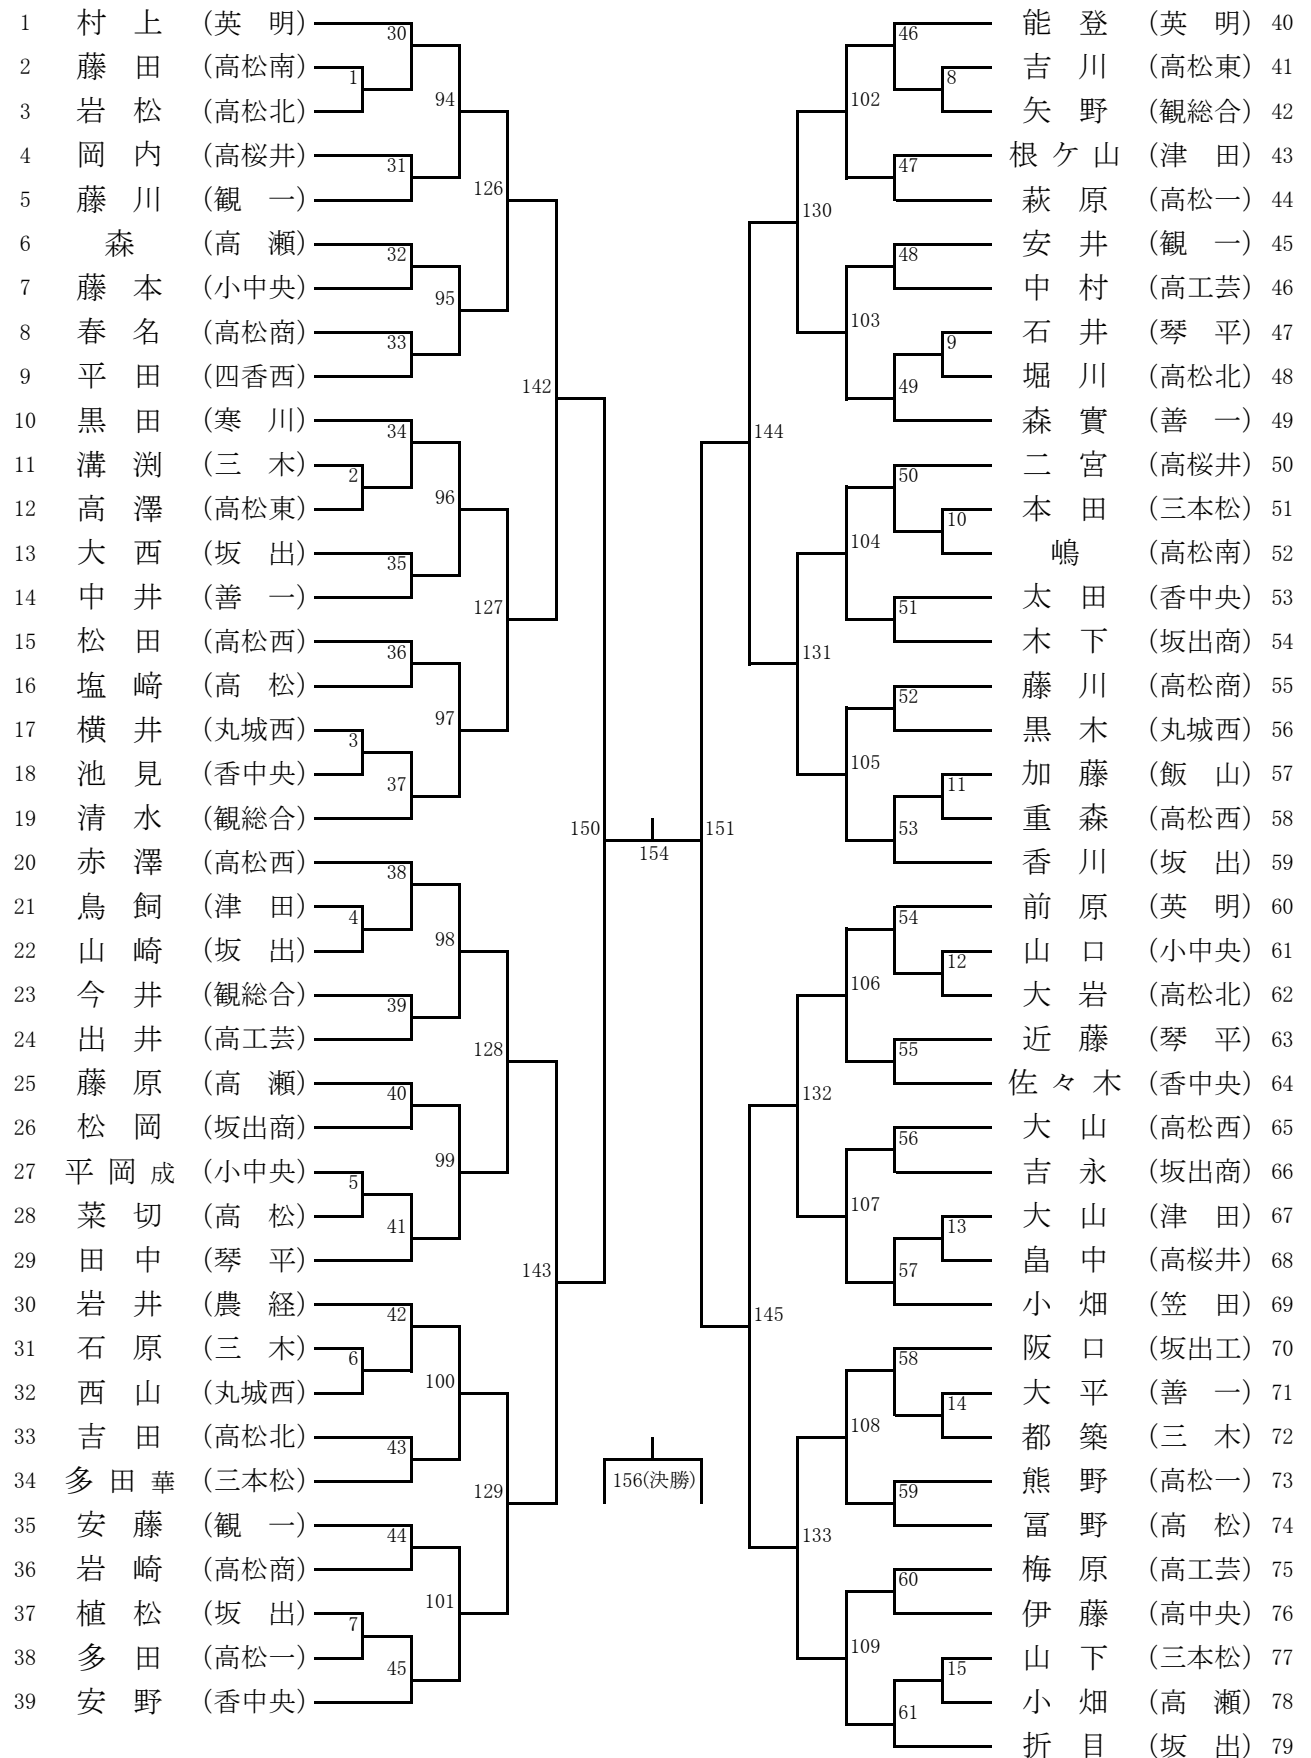 1 村 上 (英 明)
2 藤 田 (高松南)
3 岩 松 (高松北)
4 岡 内 (高桜井)
5 藤 川 (観 一)
6 森 (高 瀬)
7 藤 本 (小中央)
8 春 名 (高松商)
9 平 田 (四香西)
10 黒 田 (寒 川)
11 溝 渕 (三 木)
12 高 澤 (高松東)
13 大 西 (坂 出)
14 中 井 (善 一)
15 松 田 (高松西)
16 塩 﨑 (高 松)
17 横 井 (丸城西)
18 池 見 (香中央)
19 清 水 (観総合)
20 赤 澤 (高松西)
21 鳥 飼 (津 田)
22 山 崎 (坂 出)
23 今 井 (観総合)
24 出 井 (高工芸)
25 藤 原 (高 瀬)
26 松 岡 (坂出商)
27 平 岡 成 (小中央)
28 菜 切 (高 松)
29 田 中 (琴 平)
30 岩 井 (農 経)
31 石 原 (三 木)
32 西 山 (丸城西)
33 吉 田 (高松北)
34 多 田 華 (三本松)
35 安 藤 (観 一)
36 岩 崎 (高松商)
37 植 松 (坂 出)
38 多 田 (高松一)
39 安 野 (香中央)
1
2
3
4
5
6
7
30
31
32
33
34
35
36
37
38
39
40
41
42
43
44
45
94
95
96
97
98
99
100
101
126
127
128
129
142
143
150
154
156(決勝)
151
144
145
130
131
132
133
102
103
104
105
106
107
108
109
46
47
48
49
50
51
52
53
54
55
56
57
58
59
60
61
8
9
10
11
12
13
14
15
能 登 (英 明) 40
吉 川 (高松東) 41
矢 野 (観総合) 42
根 ケ 山 (津 田) 43
萩 原 (高松一) 44
安 井 (観 一) 45
中 村 (高工芸) 46
石 井 (琴 平) 47
堀 川 (高松北) 48
森 實 (善 一) 49
二 宮 (高桜井) 50
本 田 (三本松) 51
嶋 (高松南) 52
太 田 (香中央) 53
木 下 (坂出商) 54
藤 川 (高松商) 55
黒 木 (丸城西) 56
加 藤 (飯 山) 57
重 森 (高松西) 58
香 川 (坂 出) 59
前 原 (英 明) 60
山 口 (小中央) 61
大 岩 (高松北) 62
近 藤 (琴 平) 63
佐 々 木 (香中央) 64
大 山 (高松西) 65
吉 永 (坂出商) 66
大 山 (津 田) 67
畠 中 (高桜井) 68
小 畑 (笠 田) 69
阪 口 (坂出工) 70
大 平 (善 一) 71
都 築 (三 木) 72
熊 野 (高松一) 73
冨 野 (高 松) 74
梅 原 (高工芸) 75
伊 藤 (高中央) 76
山 下 (三本松) 77
小 畑 (高 瀬) 78
折 目 (坂 出) 79